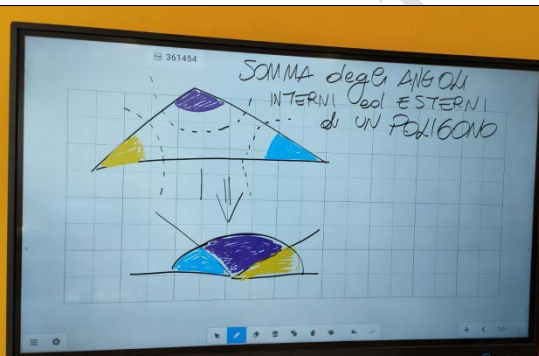 361454
SOMMA degli ANGOLI
INTERNI ed ESTERNI
di UN POLIGONO